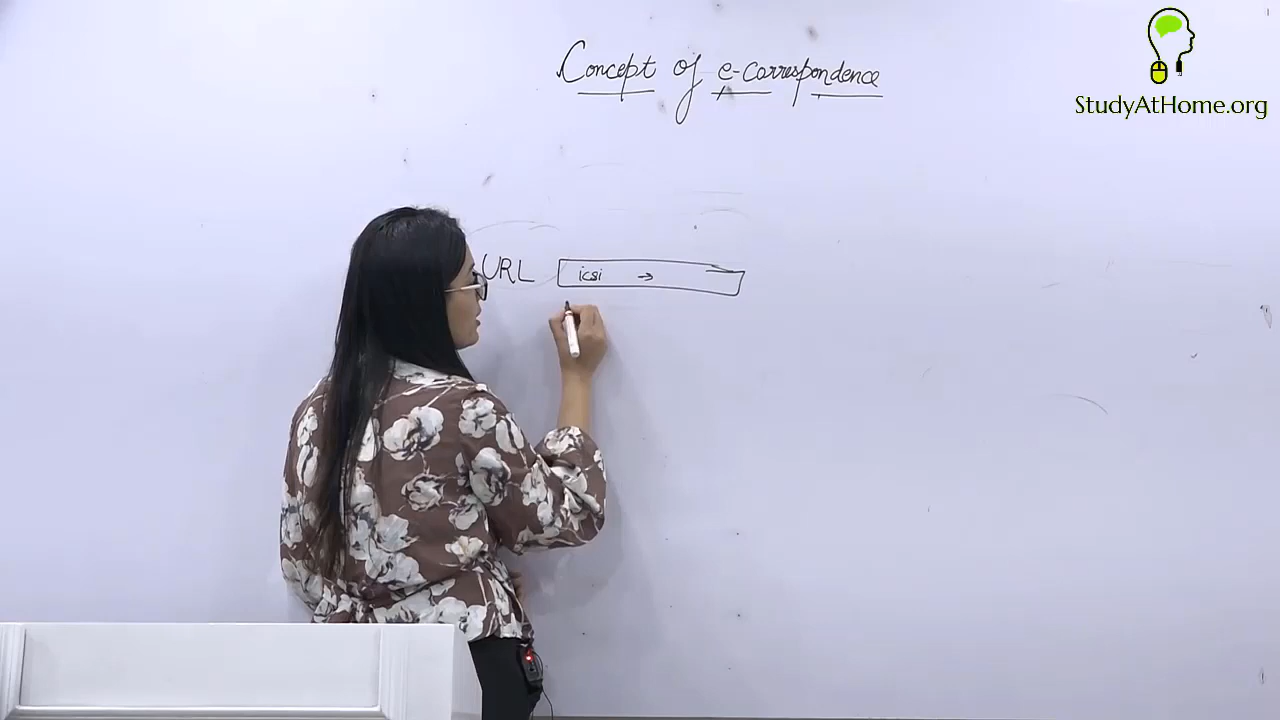 Concept of e-correspondence
StudyAtHome.org
URL icsi →